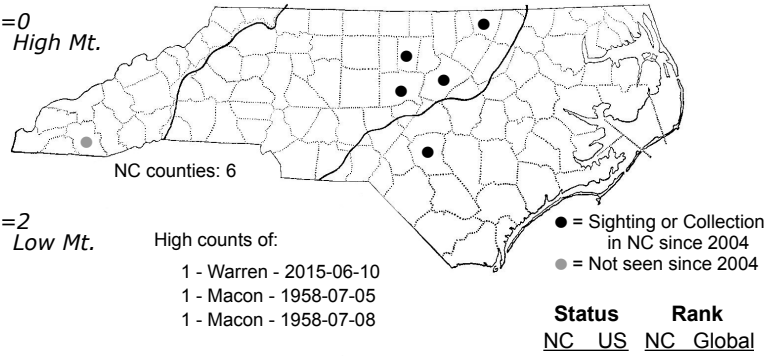 =0
High Mt.
NC counties: 6
=2
Low Mt.
High counts of:
1 - Warren - 2015-06-10
1 - Macon - 1958-07-05
1 - Macon - 1958-07-08
● = Sighting or Collection
in NC since 2004
● = Not seen since 2004
Status Rank
NC US NC Global